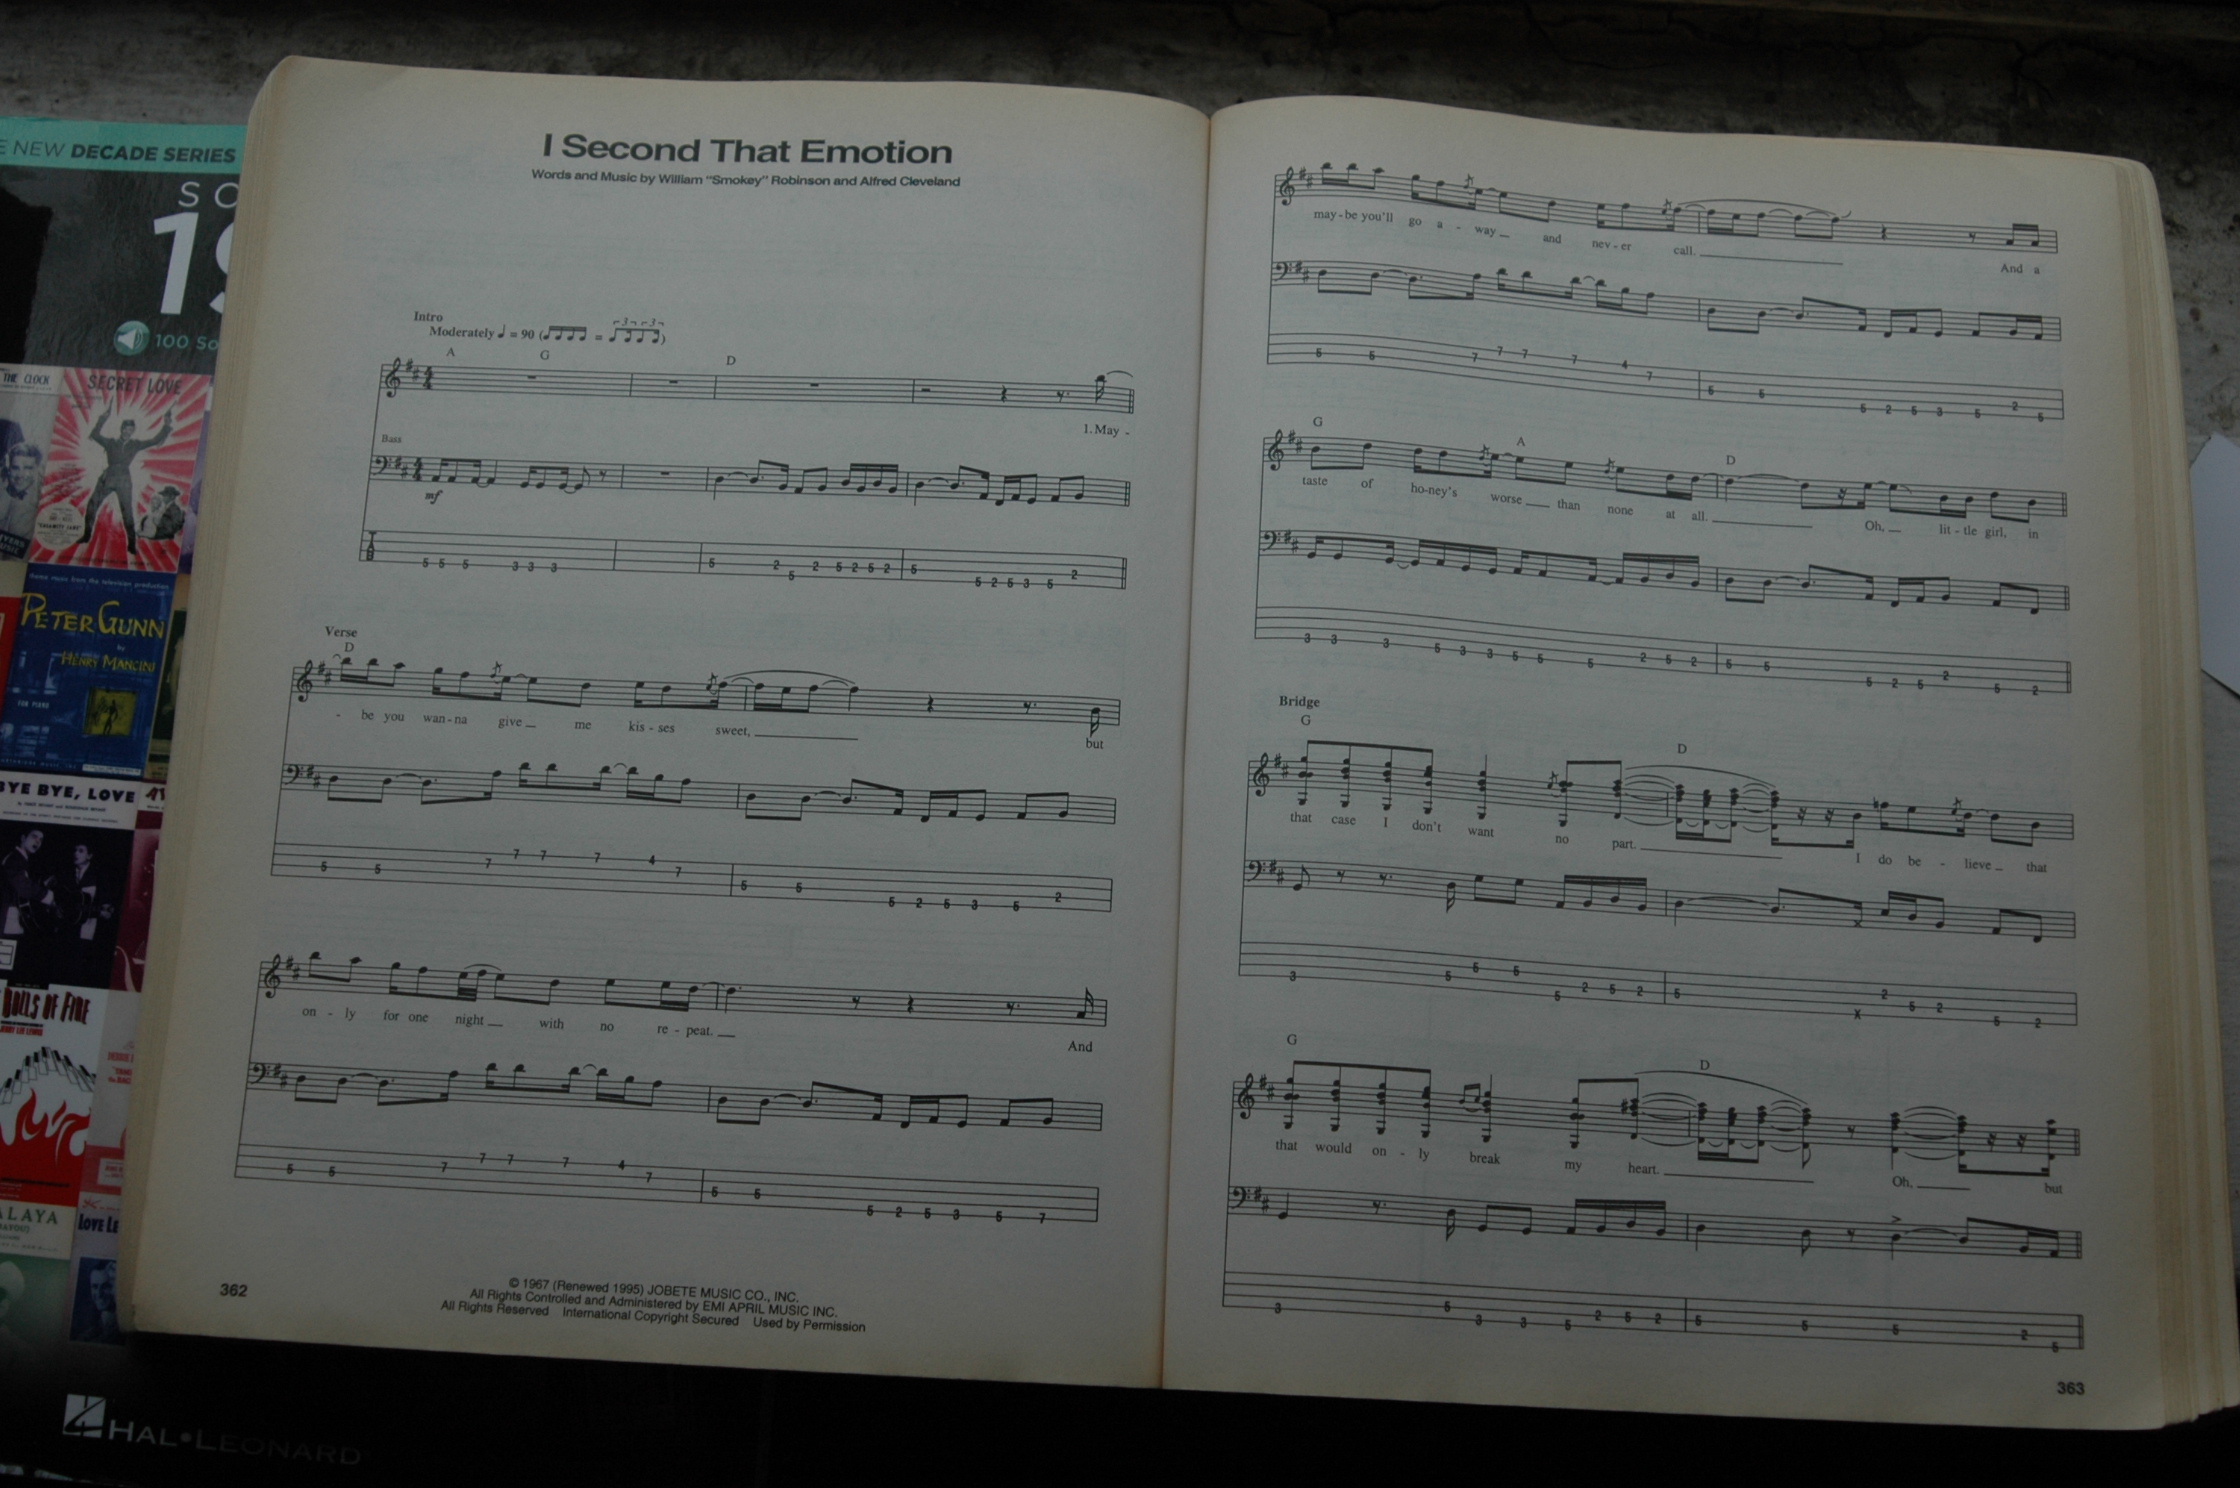 E NEW DECADE SERIES
SO
19
100 So
THE CLOCK
SECRET LOVE
theme music from the television production
PETER GUNN
by
HENRY MANCINI
FOR PIANO
BYE BYE, LOVE
BALLS OF FIRE
LOVE LE
HAL•LEONARD
I Second That Emotion
Words and Music by William "Smokey" Robinson and Alfred Cleveland
Intro
Moderately ♩ = 90
3 3
A G D
1. May -
Bass
mf
T
A
B
5 5 5 3 3 3 5 2 5 2 5 2 5 2 5 5 2 5 3 5 2
Verse
D
- be you wan - na give me kis - ses sweet, but
5 5 7 7 7 7 4 7 5 5 5 2 5 3 5 2
on - ly for one night with no re - peat. And
5 5 7 7 7 7 4 7 5 5 5 2 5 3 5 7
© 1967 (Renewed 1995) JOBETE MUSIC CO., INC.
All Rights Controlled and Administered by EMI APRIL MUSIC INC.
All Rights Reserved International Copyright Secured Used by Permission
362
may - be you'll go a - way and nev - er call. And a
5 5 7 7 7 7 4 7 5 5 5 2 5 3 5 2 5
G A D
taste of ho-ney's worse than none at all. Oh, lit - tle girl, in
3 3 3 5 3 3 5 5 5 2 5 2 5 5 5 2 5 2 5 2
Bridge
G D
that case I don't want no part. I do be - lieve that
3 5 5 5 5 2 5 2 5 X 2 5 2 5 2
G D
that would on - ly break my heart. Oh, but
3 5 3 3 5 2 5 2 5 5 5 2 5
363